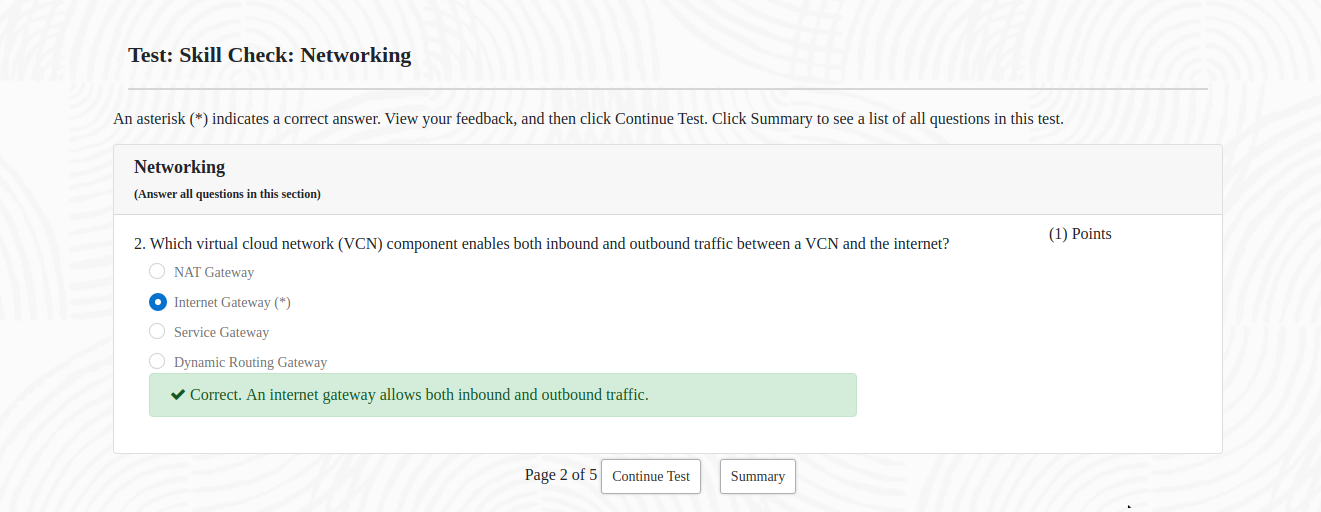 Test: Skill Check: Networking
An asterisk (*) indicates a correct answer. View your feedback, and then click Continue Test. Click Summary to see a list of all questions in this test.
Networking
(Answer all questions in this section)
2. Which virtual cloud network (VCN) component enables both inbound and outbound traffic between a VCN and the internet?
(1) Points
NAT Gateway
Internet Gateway (*)
Service Gateway
Dynamic Routing Gateway
Correct. An internet gateway allows both inbound and outbound traffic.
Page 2 of 5 Continue Test Summary